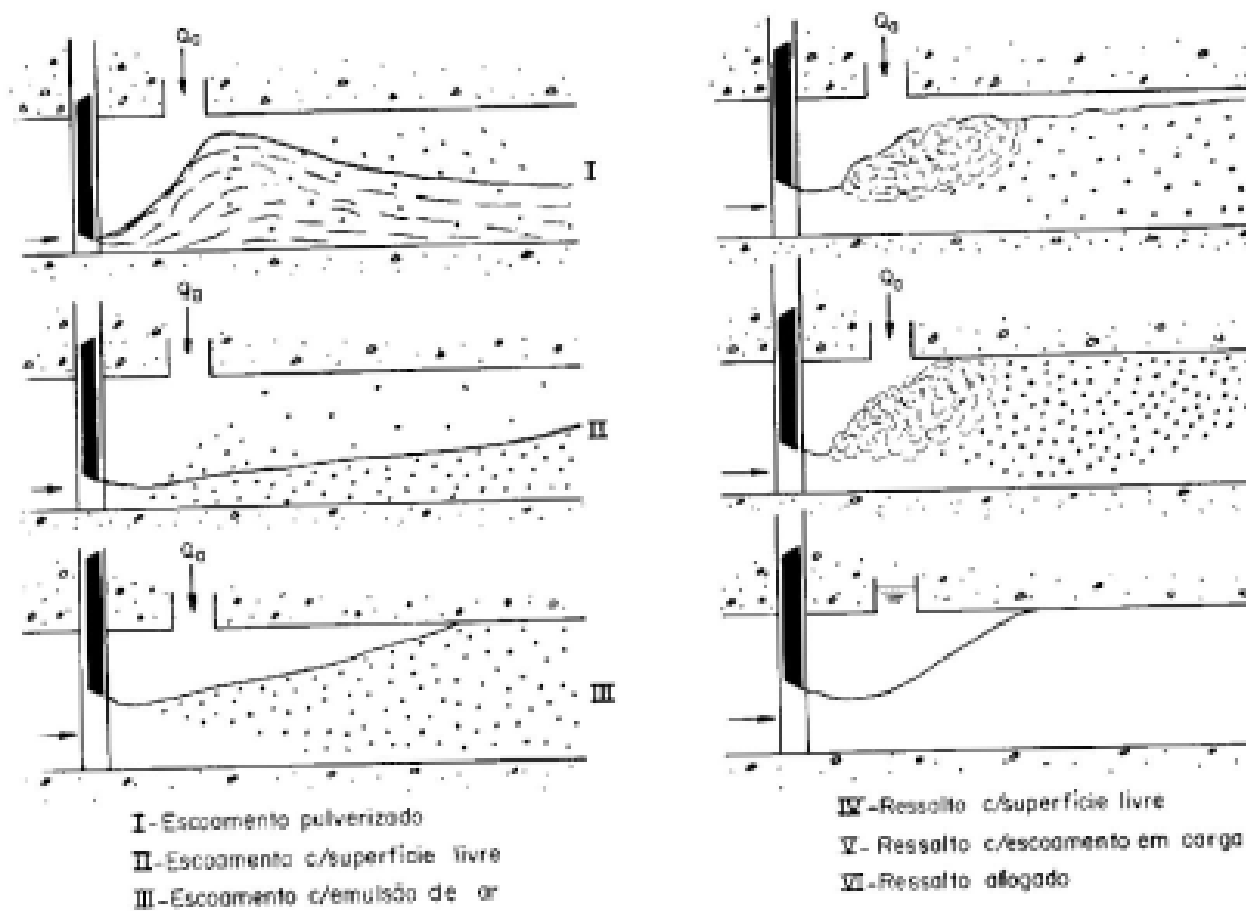 Qa
I
Qa
II
Qa
III
I-Escoamento pulverizado
II-Escoamento c/superfície livre
III-Escoamento c/emulsão de ar
Qa
Qa
IV-Ressalto c/superfície livre
V-Ressalto c/escoamento em carga
VI-Ressalto afogado